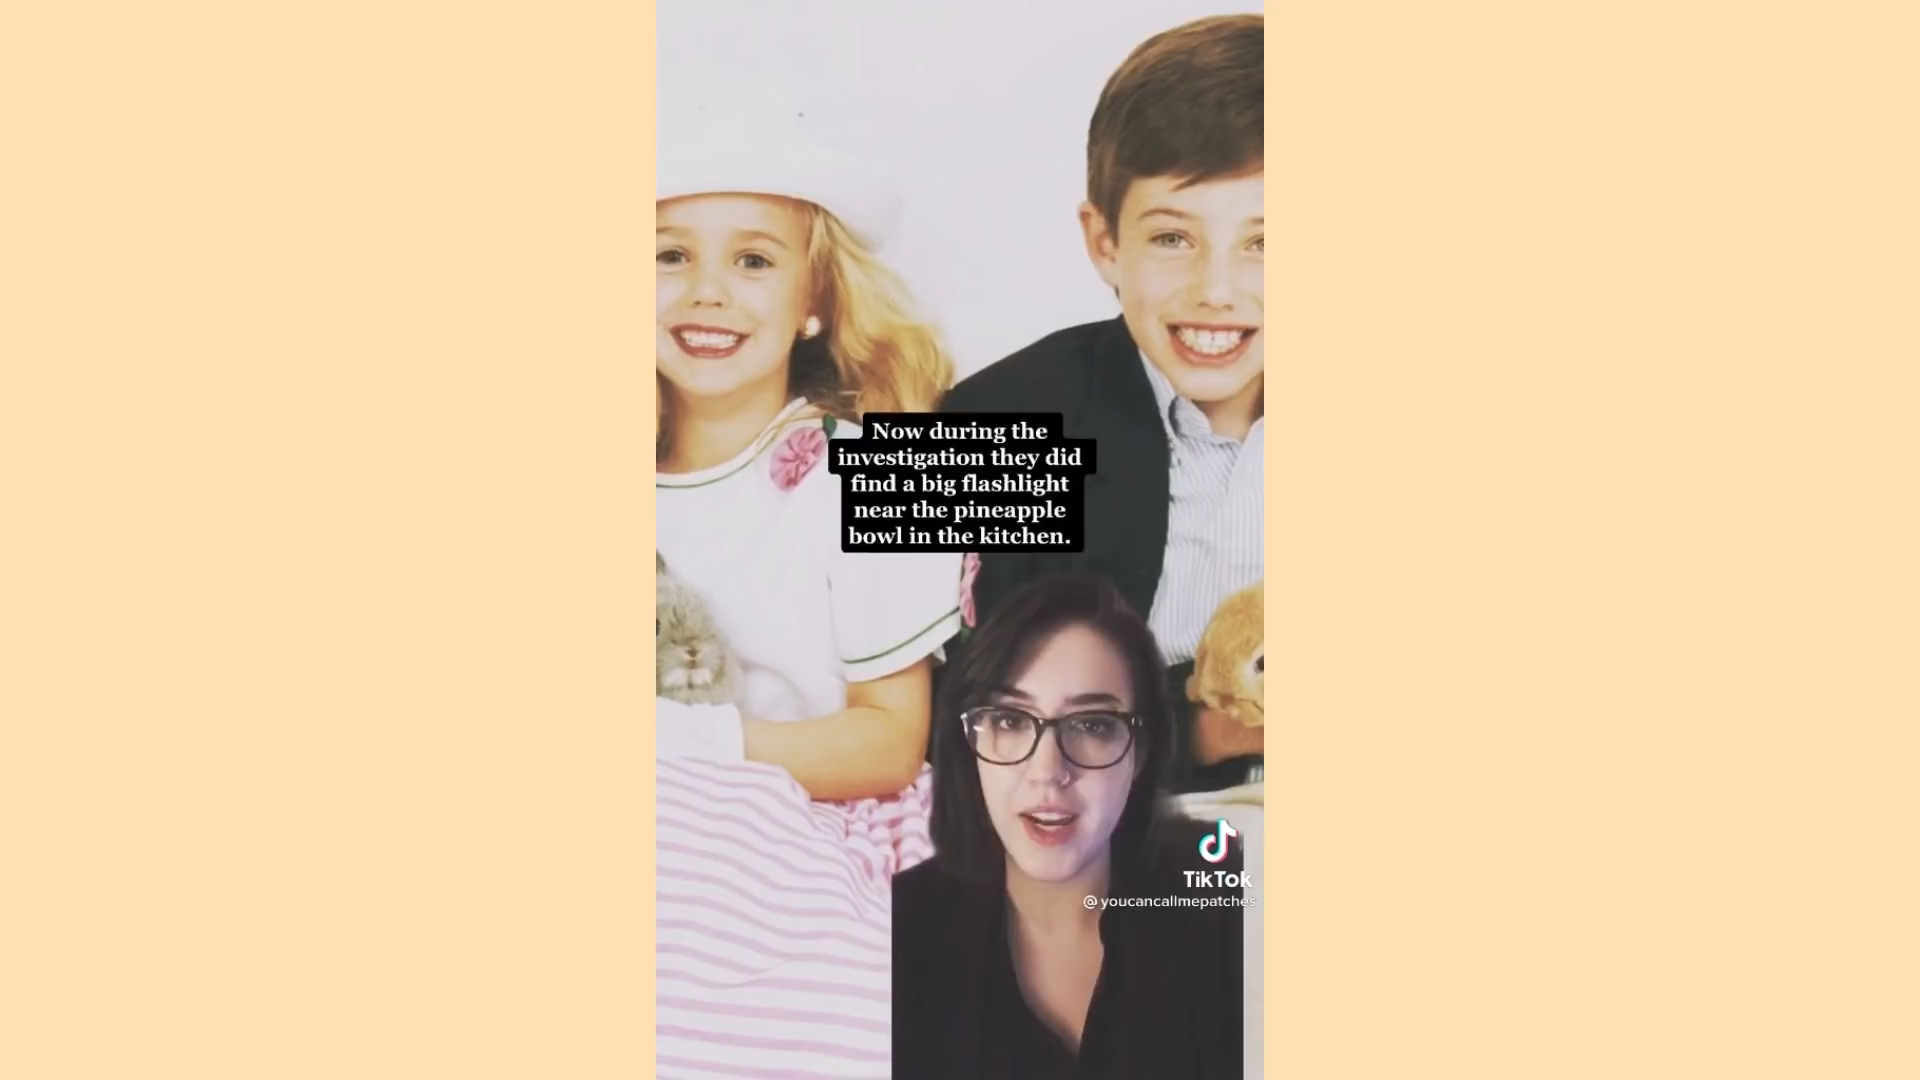 Now during the
investigation they did
find a big flashlight
near the pineapple
bowl in the kitchen.
TikTok
@youcancallmepatches